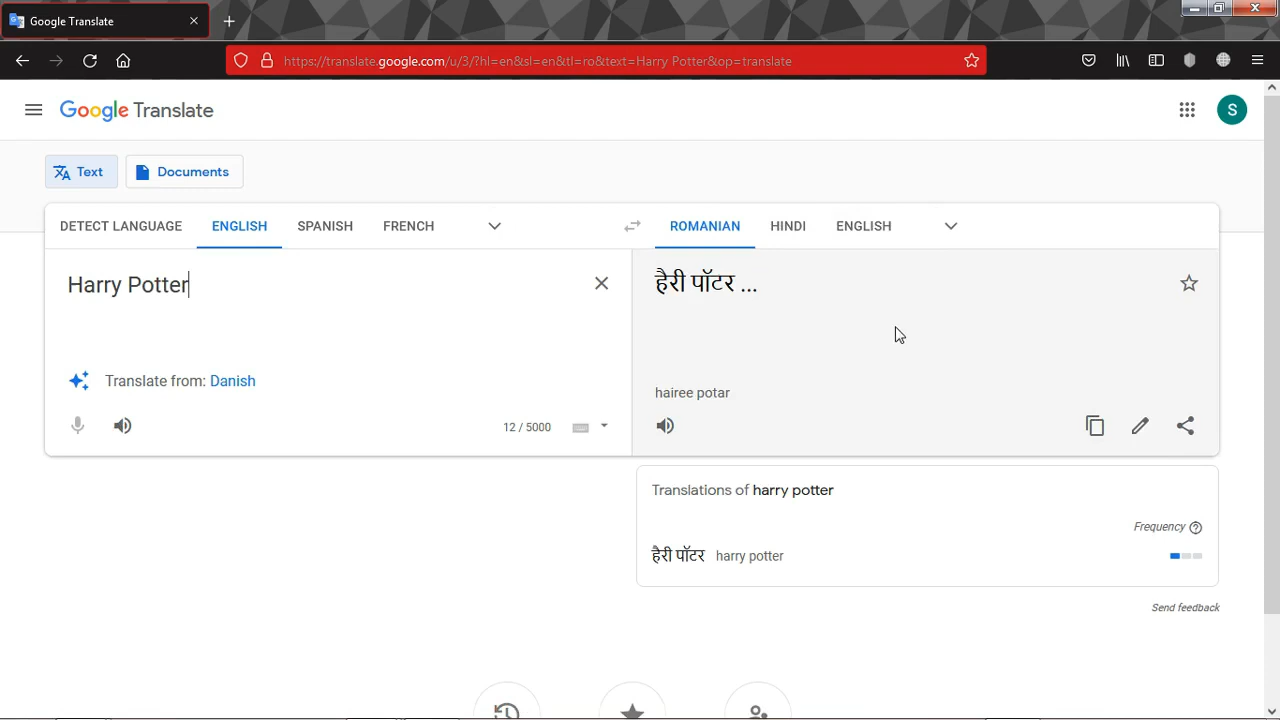 Google Translate
https://translate.google.com/u/3/?hl=en&sl=en&tl=ro&text=Harry Potter&op=translate
Google Translate
S
Text
Documents
DETECT LANGUAGE
ENGLISH
SPANISH
FRENCH
ROMANIAN
HINDI
ENGLISH
Harry Potter
हैरी पॉटर ...
Translate from: Danish
hairee potar
12 / 5000
Translations of harry potter
Frequency
हैरी पॉटर harry potter
Send feedback